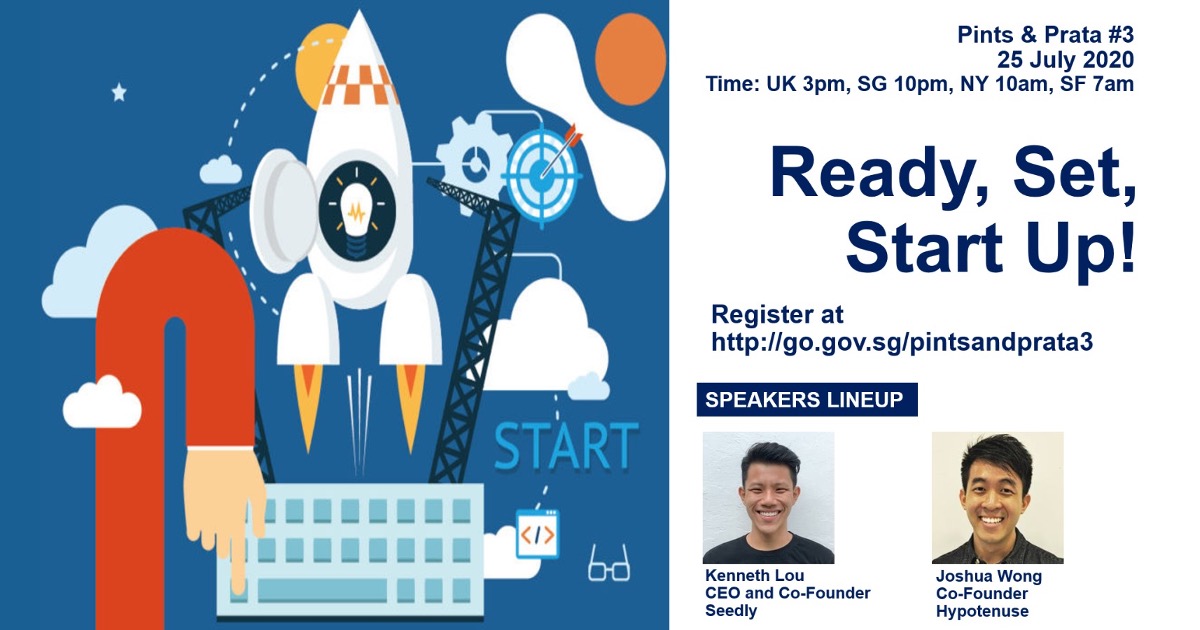 Pints & Prata #3
25 July 2020
Time: UK 3pm, SG 10pm, NY 10am, SF 7am
Ready, Set,
Start Up!
Register at
http://go.gov.sg/pintsandprata3
SPEAKERS LINEUP
Kenneth Lou
CEO and Co-Founder
Seedly
Joshua Wong
Co-Founder
Hypotenuse
START
</>